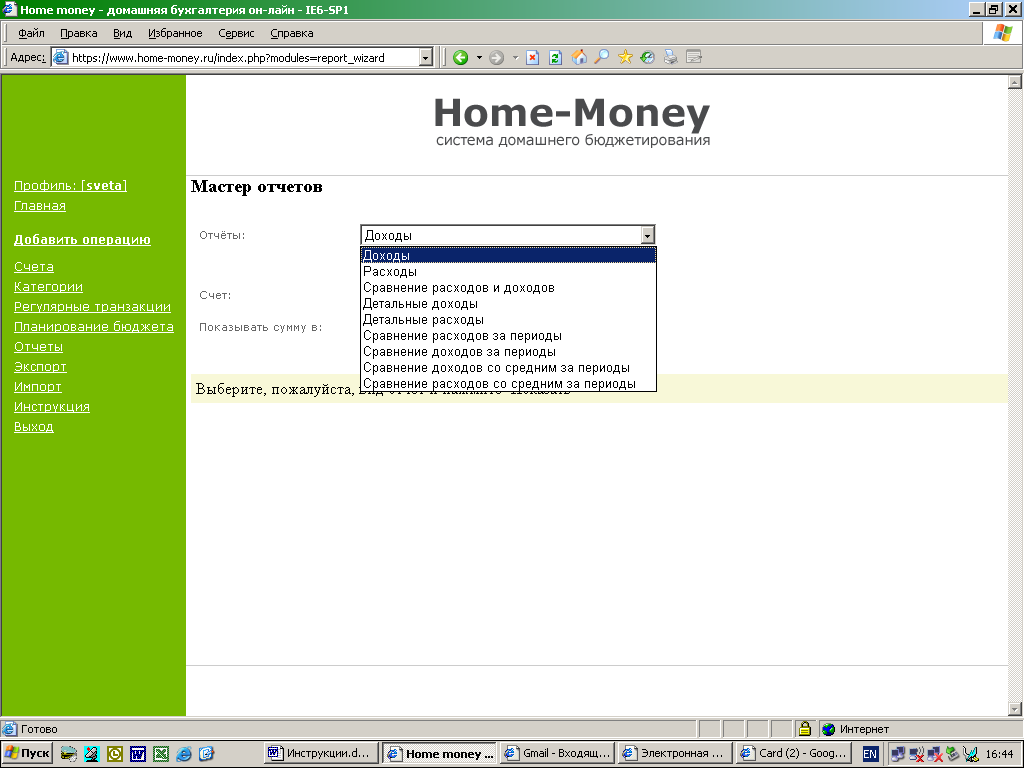 Home money - домашняя бухгалтерия он-лайн - IE6-SP1
Файл Правка Вид Избранное Сервис Справка
Адрес: https://www.home-money.ru/index.php?modules=report_wizard
Home-Money
система домашнего бюджетирования
Профиль: [sveta]
Главная
Добавить операцию
Счета
Категории
Регулярные транзакции
Планирование бюджета
Отчеты
Экспорт
Импорт
Инструкция
Выход
Мастер отчетов
Отчёты: Доходы
Доходы
Расходы
Сравнение расходов и доходов
Детальные доходы
Детальные расходы
Сравнение расходов за периоды
Сравнение доходов за периоды
Сравнение доходов со средним за периоды
Сравнение расходов со средним за периоды
Счет:
Показывать сумму в:
Выберите, пожалуйста,
Готово Интернет
Пуск Инструкции.d... Home money ... Gmail - Входящ... Электронная ... Card (2) - Goog... EN 16:44